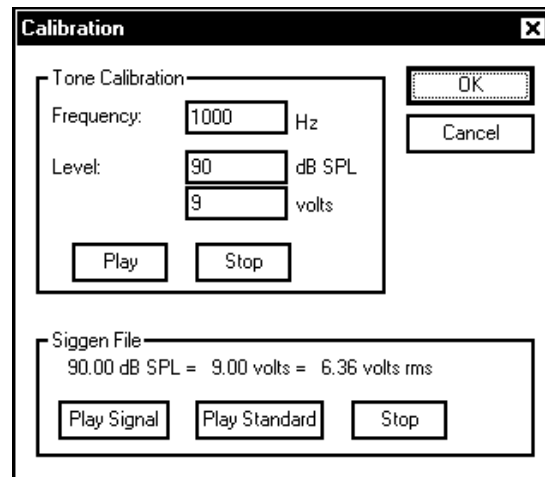 Calibration
Tone Calibration
Frequency: 1000 Hz
Level: 90 dB SPL
9 volts
Play Stop
OK
Cancel
Siggen File
90.00 dB SPL = 9.00 volts = 6.36 volts rms
Play Signal Play Standard Stop